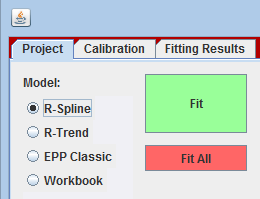 Project Calibration Fitting Results
Model:
R-Spline
R-Trend
EPP Classic
Workbook
Fit
Fit All